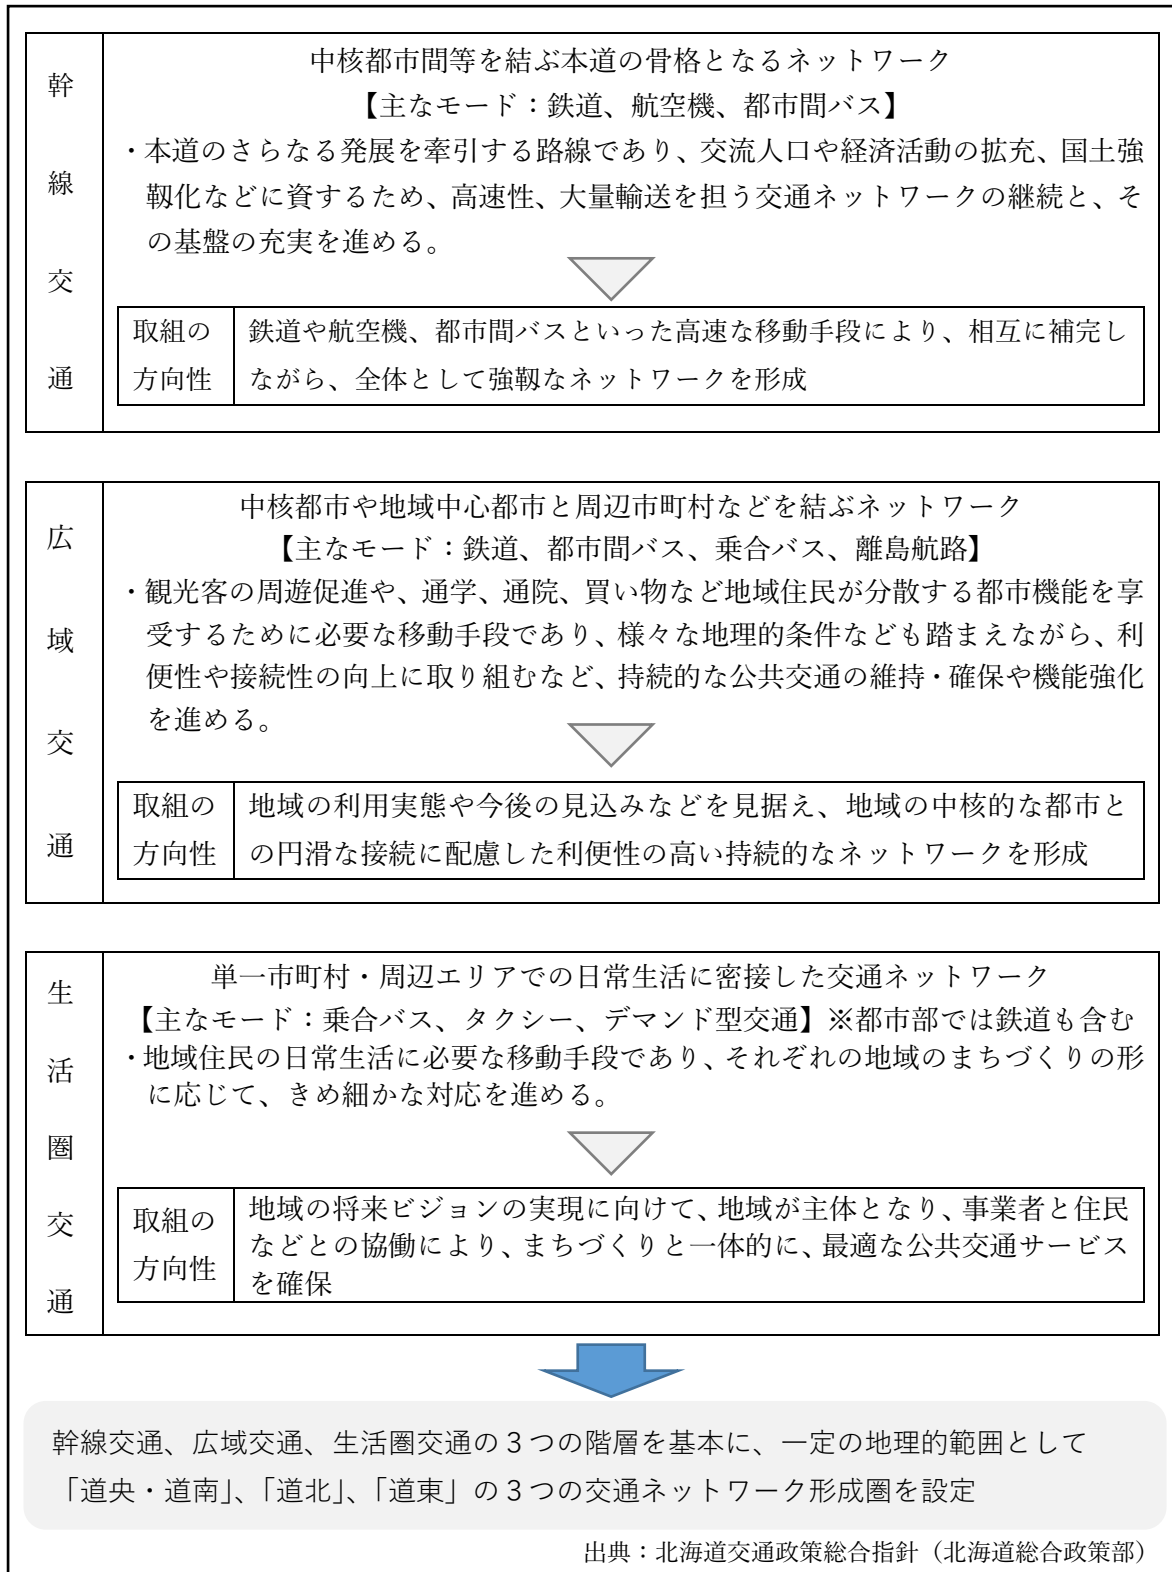 幹線交通
中核都市間等を結ぶ本道の骨格となるネットワーク
【主なモード：鉄道、航空機、都市間バス】
・本道のさらなる発展を牽引する路線であり、交流人口や経済活動の拡充、国土強
靱化などに資するため、高速性、大量輸送を担う交通ネットワークの継続と、そ
の基盤の充実を進める。
取組の
方向性
鉄道や航空機、都市間バスといった高速な移動手段により、相互に補完し
ながら、全体として強靱なネットワークを形成
広域交通
中核都市や地域中心都市と周辺市町村などを結ぶネットワーク
【主なモード：鉄道、都市間バス、乗合バス、離島航路】
・観光客の周遊促進や、通学、通院、買い物など地域住民が分散する都市機能を享
受するために必要な移動手段であり、様々な地理的条件なども踏まえながら、利
便性や接続性の向上に取り組むなど、持続的な公共交通の維持・確保や機能強化
を進める。
取組の
方向性
地域の利用実態や今後の見込みなどを見据え、地域の中核的な都市と
の円滑な接続に配慮した利便性の高い持続的なネットワークを形成
生活圏交通
単一市町村・周辺エリアでの日常生活に密接した交通ネットワーク
【主なモード：乗合バス、タクシー、デマンド型交通】※都市部では鉄道も含む
・地域住民の日常生活に必要な移動手段であり、それぞれの地域のまちづくりの形
に応じて、きめ細かな対応を進める。
取組の
方向性
地域の将来ビジョンの実現に向けて、地域が主体となり、事業者と住民
などとの協働により、まちづくりと一体的に、最適な公共交通サービス
を確保
幹線交通、広域交通、生活圏交通の３つの階層を基本に、一定の地理的範囲として
「道央・道南」、「道北」、「道東」の３つの交通ネットワーク形成圏を設定
出典：北海道交通政策総合指針（北海道総合政策部）